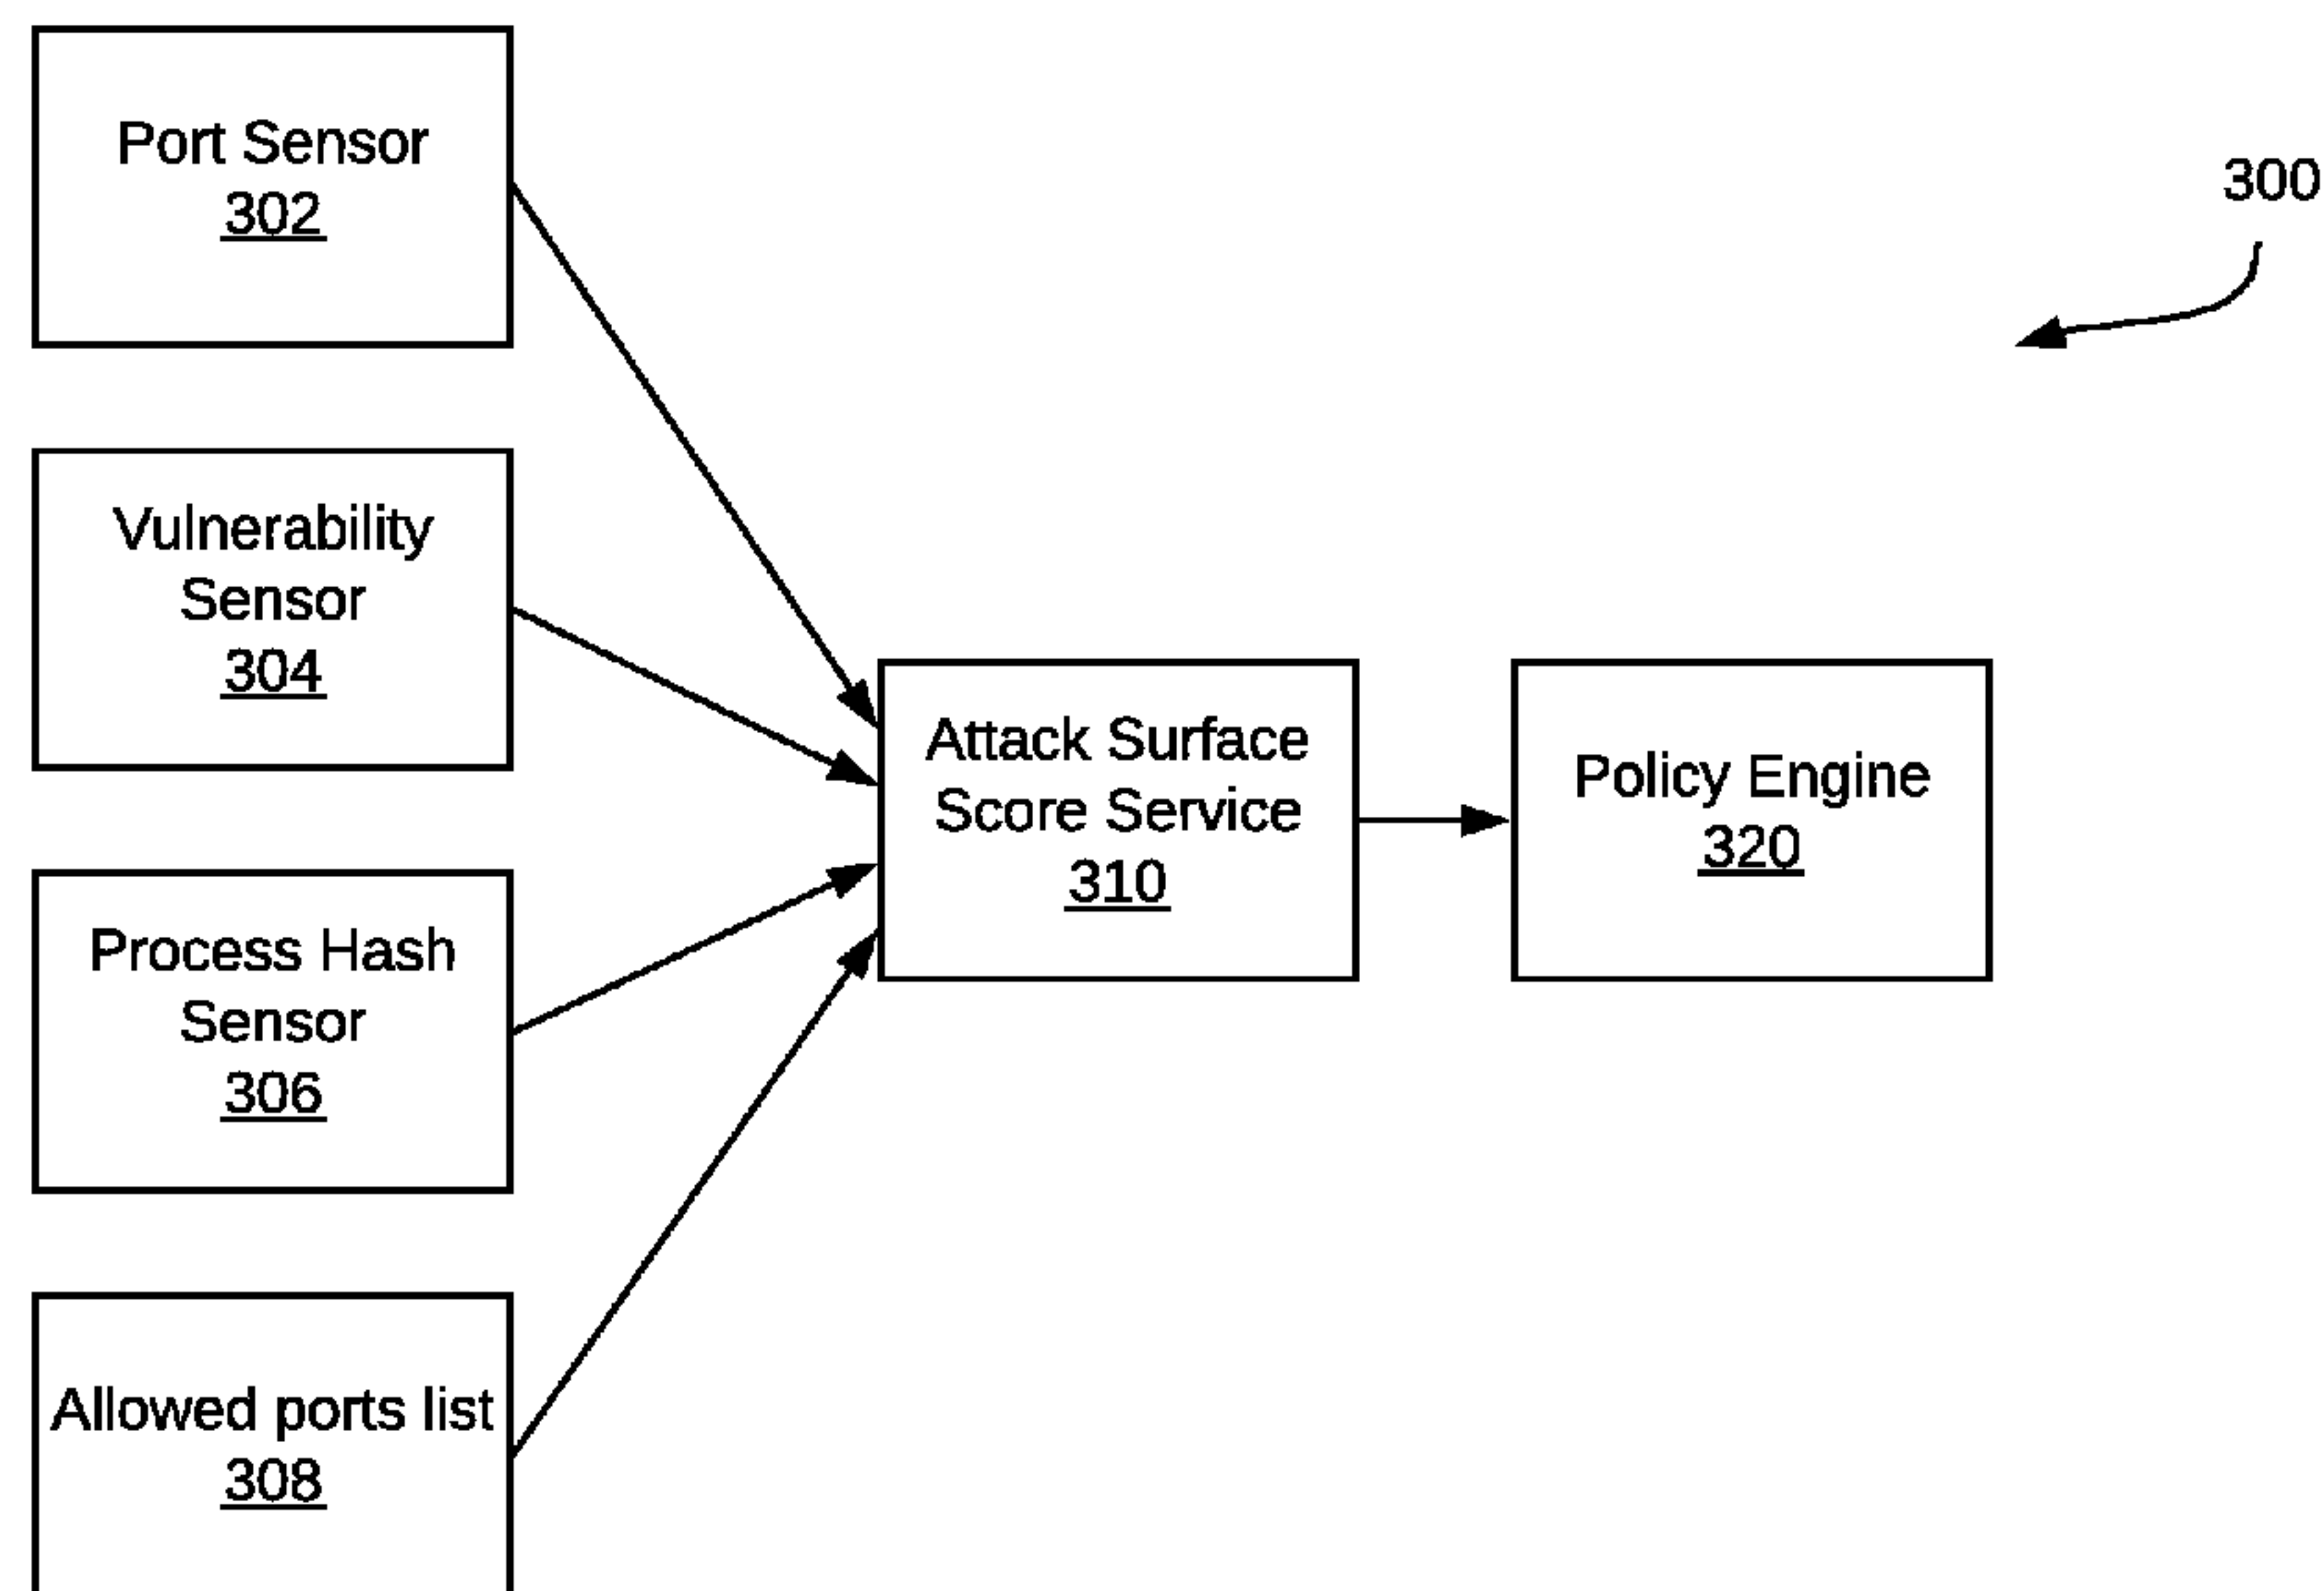 Port Sensor
302
300
Vulnerability
Sensor
304
Attack Surface
Score Service
310
Policy Engine
320
Process Hash
Sensor
306
Allowed ports list
308